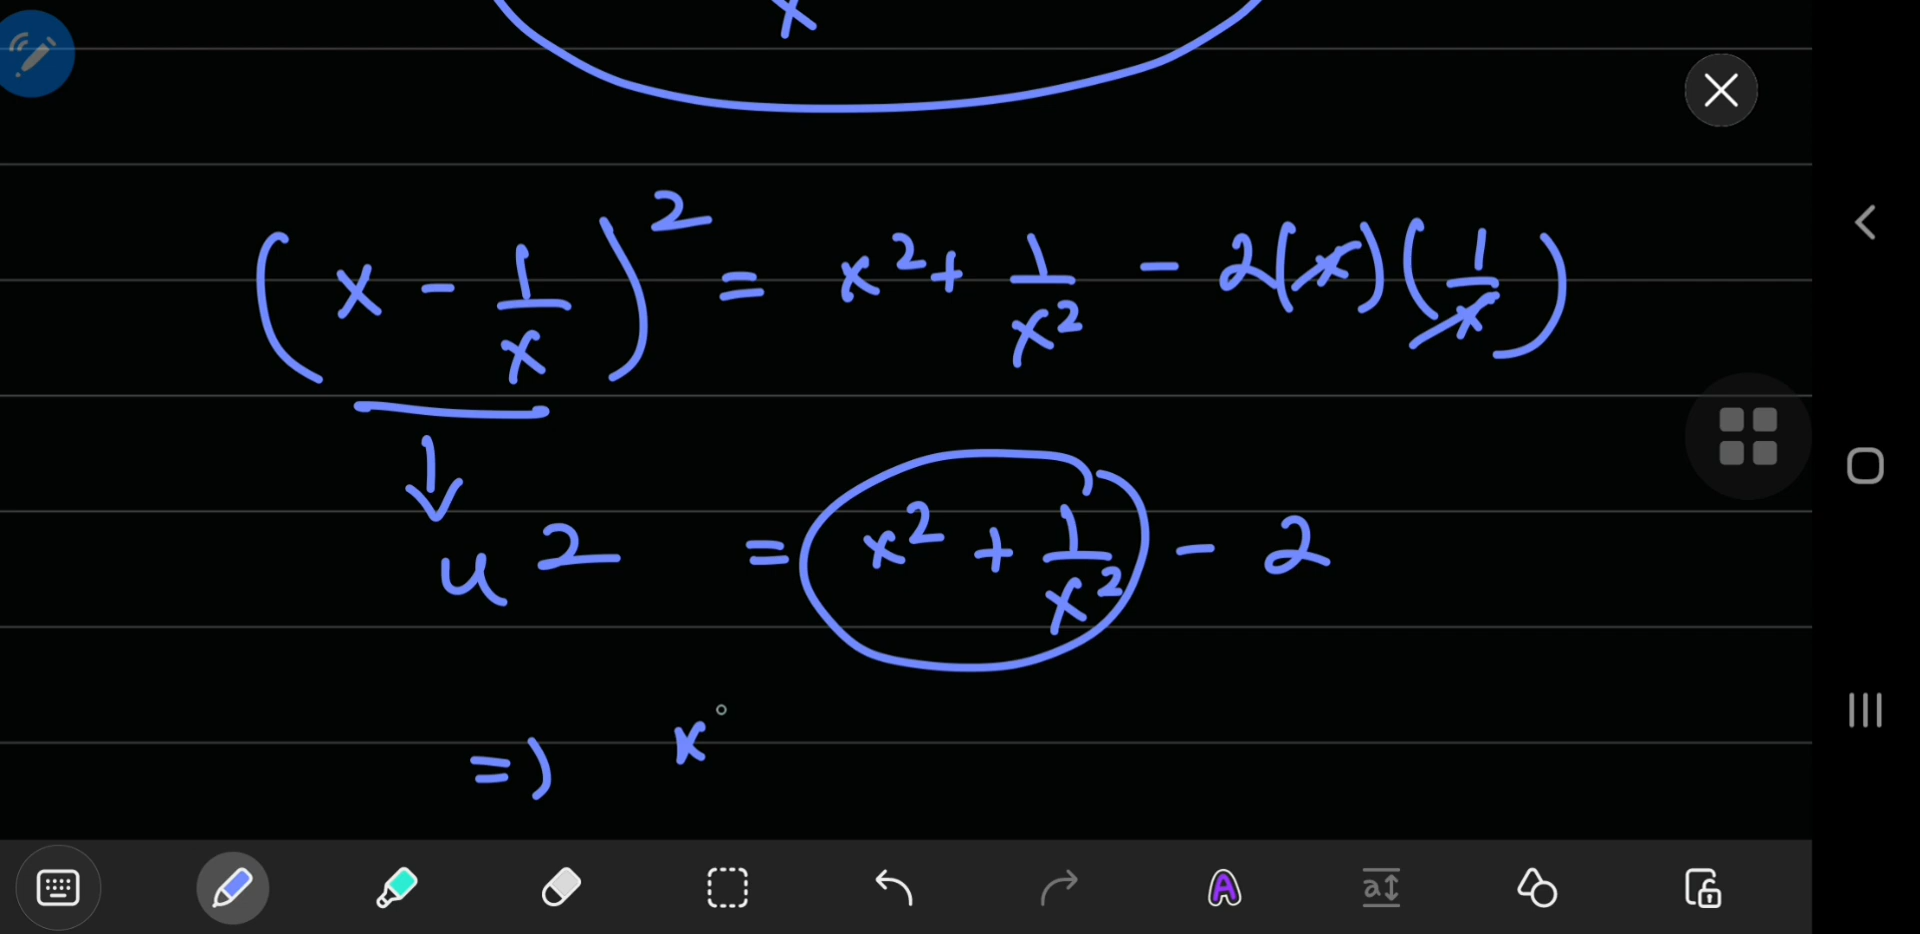 x
(x - 1/x)² = x² + 1/x² - 2(x)(1/x)
u² = x² + 1/x² - 2
=) x
A
a